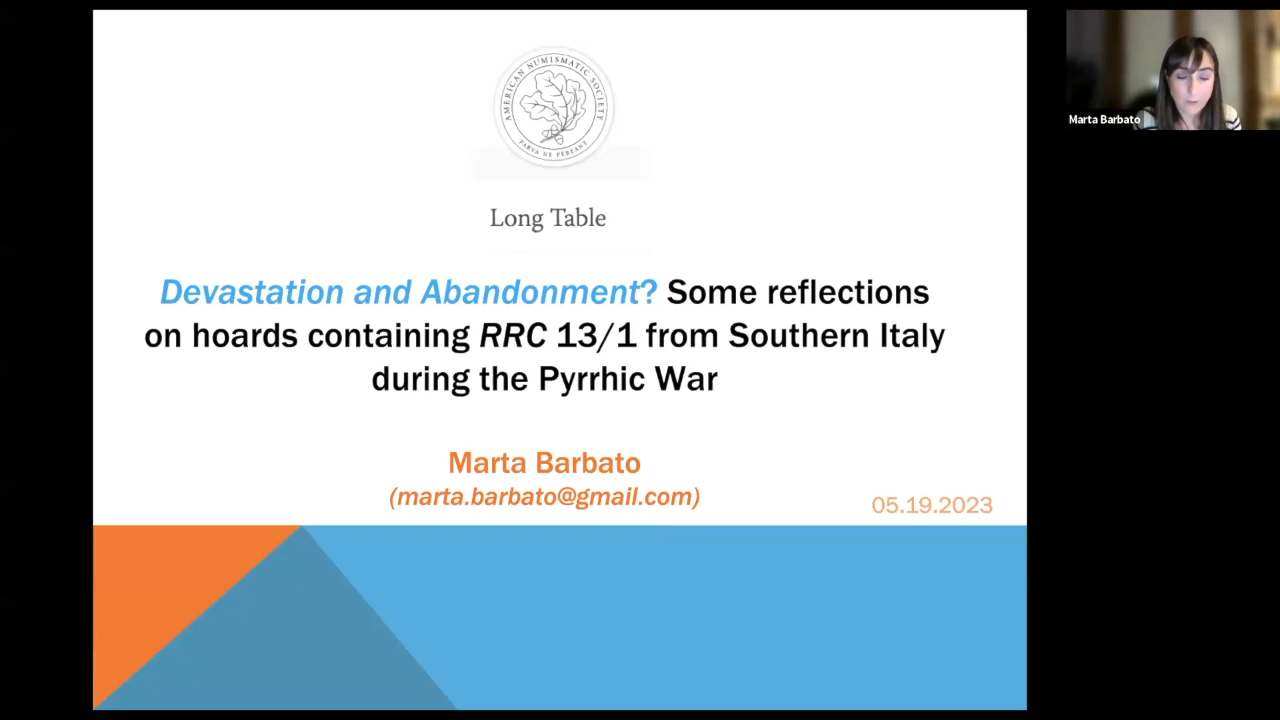 AMERICAN NUMISMATIC SOCIETY
PARVA NE PEREANT
Long Table
Devastation and Abandonment? Some reflections
on hoards containing RRC 13/1 from Southern Italy
during the Pyrrhic War
Marta Barbato
(marta.barbato@gmail.com)
05.19.2023
Marta Barbato